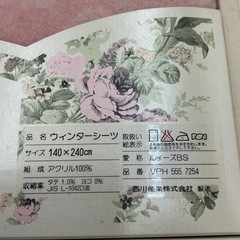 品 名 ウィンターシーツ
サイズ 140×240cm
組 成 アクリル100%
収縮率 タテ 1.0% ヨコ 0%
JIS L-1042D法
取扱い
絵表示
愛 称 ルイーズBS
品 番 VPH 555 7254
西川産業株式会社 製造